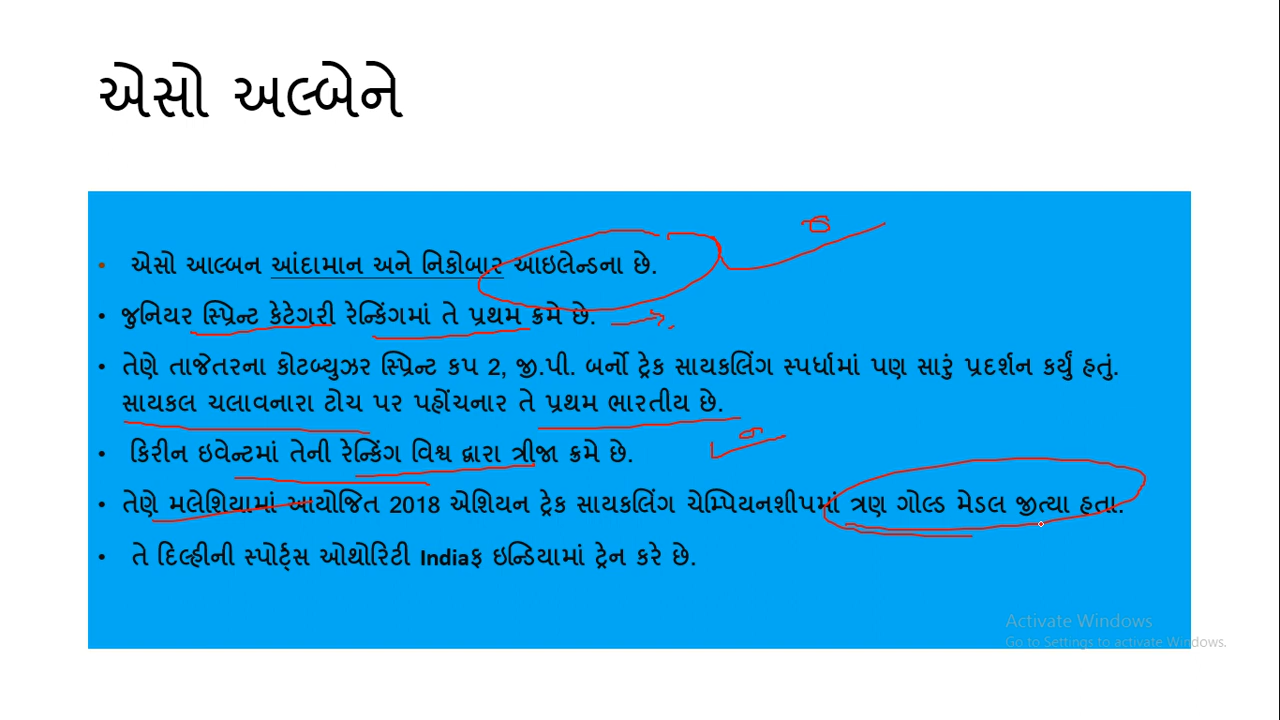 એસો અલ્બેને
• એસો આલ્બન આંદામાન અને નિકોબાર આઇલેન્ડના છે.
• જુનિયર સ્પ્રિન્ટ કેટેગરી રેન્કિંગમાં તે પ્રથમ ક્રમે છે.
• તેણે તાજેતરના કોટબ્યુઝર સ્પ્રિન્ટ કપ 2, જી.પી. બર્નો ટ્રેક સાયકલિંગ સ્પર્ધામાં પણ સારું પ્રદર્શન કર્યું હતું.
સાયકલ ચલાવનારા ટોચ પર પહોંચનાર તે પ્રથમ ભારતીય છે.
• કિરીન ઇવેન્ટમાં તેની રેન્કિંગ વિશ્વ દ્વારા ત્રીજા ક્રમે છે.
• તેણે મલેશિયામાં આયોજિત 2018 એશિયન ટ્રેક સાયકલિંગ ચેમ્પિયનશીપમાં ત્રણ ગોલ્ડ મેડલ જીત્યા હતા.
• તે દિલ્હીની સ્પોર્ટ્સ ઓથોરિટી Indiaફ ઇન્ડિયામાં ટ્રેન કરે છે.
Activate Windows
Go to Settings to activate Windows.